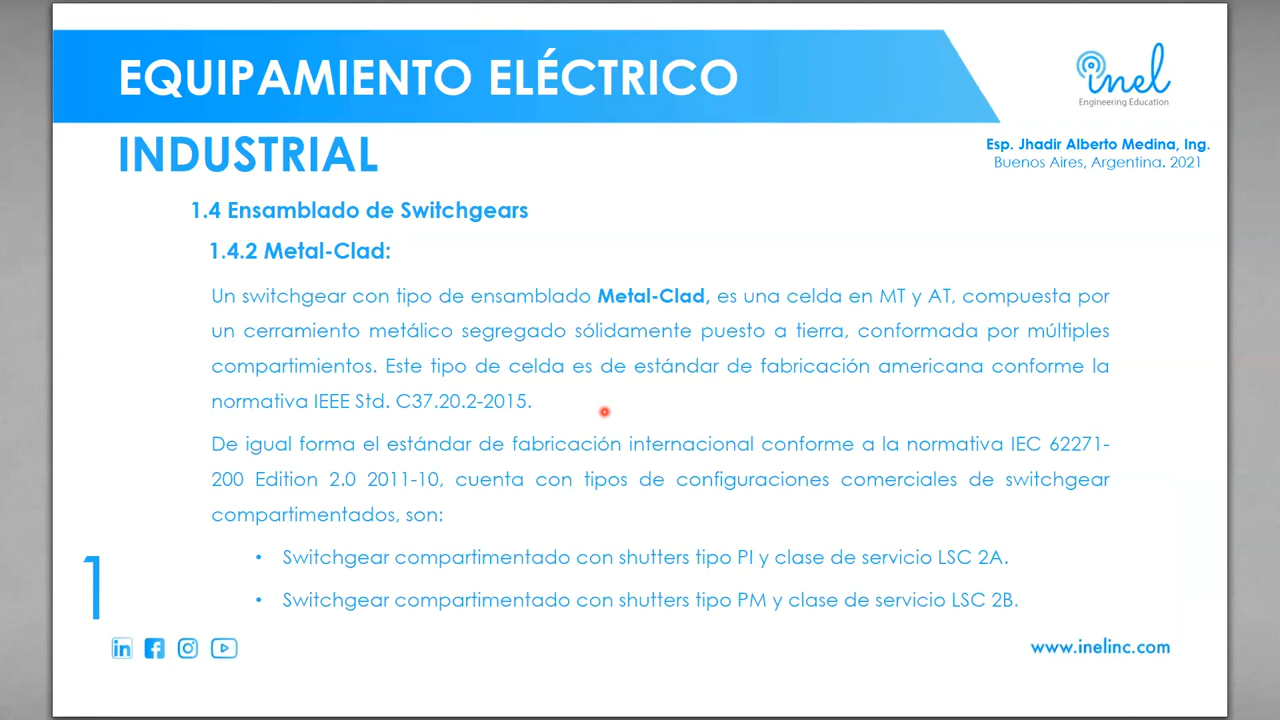 EQUIPAMIENTO ELÉCTRICO
INDUSTRIAL
inel
Engineering Education
Esp. Jhadir Alberto Medina, Ing.
Buenos Aires, Argentina. 2021
1.4 Ensamblado de Switchgears
1.4.2 Metal-Clad:
Un switchgear con tipo de ensamblado Metal-Clad, es una celda en MT y AT, compuesta por
un cerramiento metálico segregado sólidamente puesto a tierra, conformada por múltiples
compartimientos. Este tipo de celda es de estándar de fabricación americana conforme la
normativa IEEE Std. C37.20.2-2015.
De igual forma el estándar de fabricación internacional conforme a la normativa IEC 62271-
200 Edition 2.0 2011-10, cuenta con tipos de configuraciones comerciales de switchgear
compartimentados, son:
• Switchgear compartimentado con shutters tipo PI y clase de servicio LSC 2A.
• Switchgear compartimentado con shutters tipo PM y clase de servicio LSC 2B.
1
in
www.inelinc.com